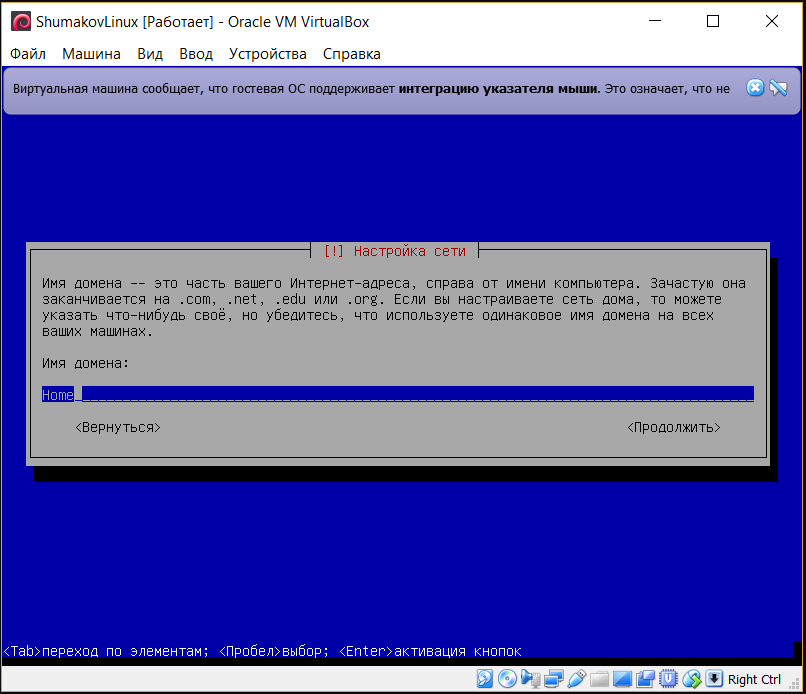 ShumakovLinux [Работает] - Oracle VM VirtualBox
Файл Машина Вид Ввод Устройства Справка
Виртуальная машина сообщает, что гостевая ОС поддерживает интеграцию указателя мыши. Это означает, что не
[!] Настройка сети
Имя домена -- это часть вашего Интернет-адреса, справа от имени компьютера. Зачастую она
заканчивается на .com, .net, .edu или .org. Если вы настраиваете сеть дома, то можете
указать что-нибудь своё, но убедитесь, что используете одинаковое имя домена на всех
ваших машинах.
Имя домена:
Home
<Вернуться> <Продолжить>
<Tab>переход по элементам; <Пробел>выбор; <Enter>активация кнопок
Right Ctrl